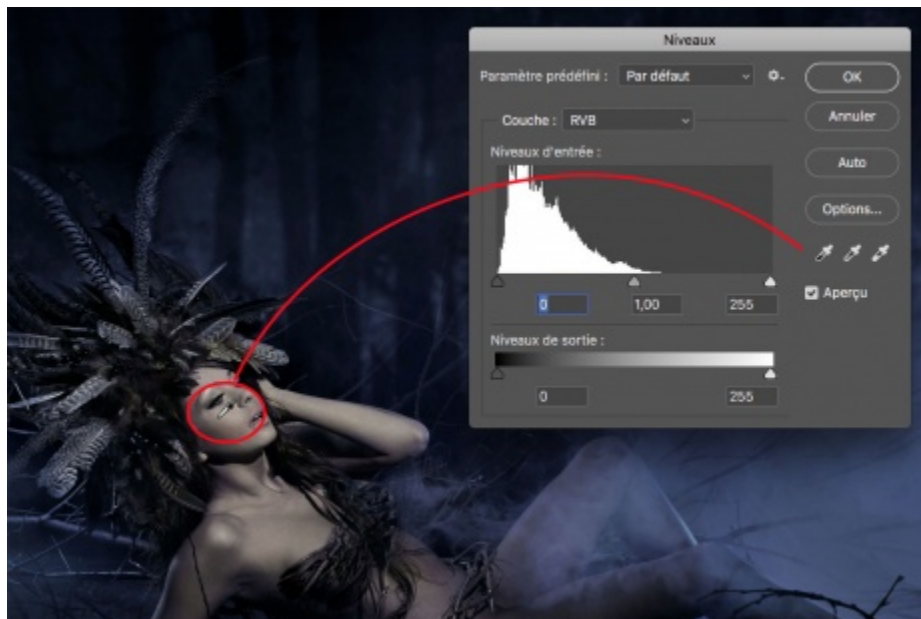 Niveaux
Paramètre prédéfini : Par défaut
OK
Couche : RVB
Annuler
Niveaux d'entrée :
Auto
Options...
Aperçu
0 1,00 255
Niveaux de sortie :
0 255